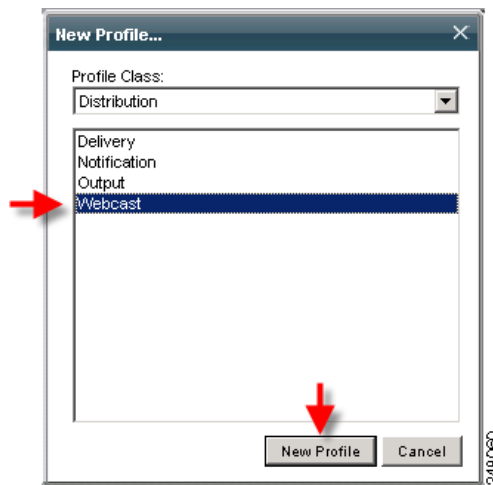 New Profile...
Profile Class:
Distribution
Delivery
Notification
Output
Webcast
New Profile Cancel